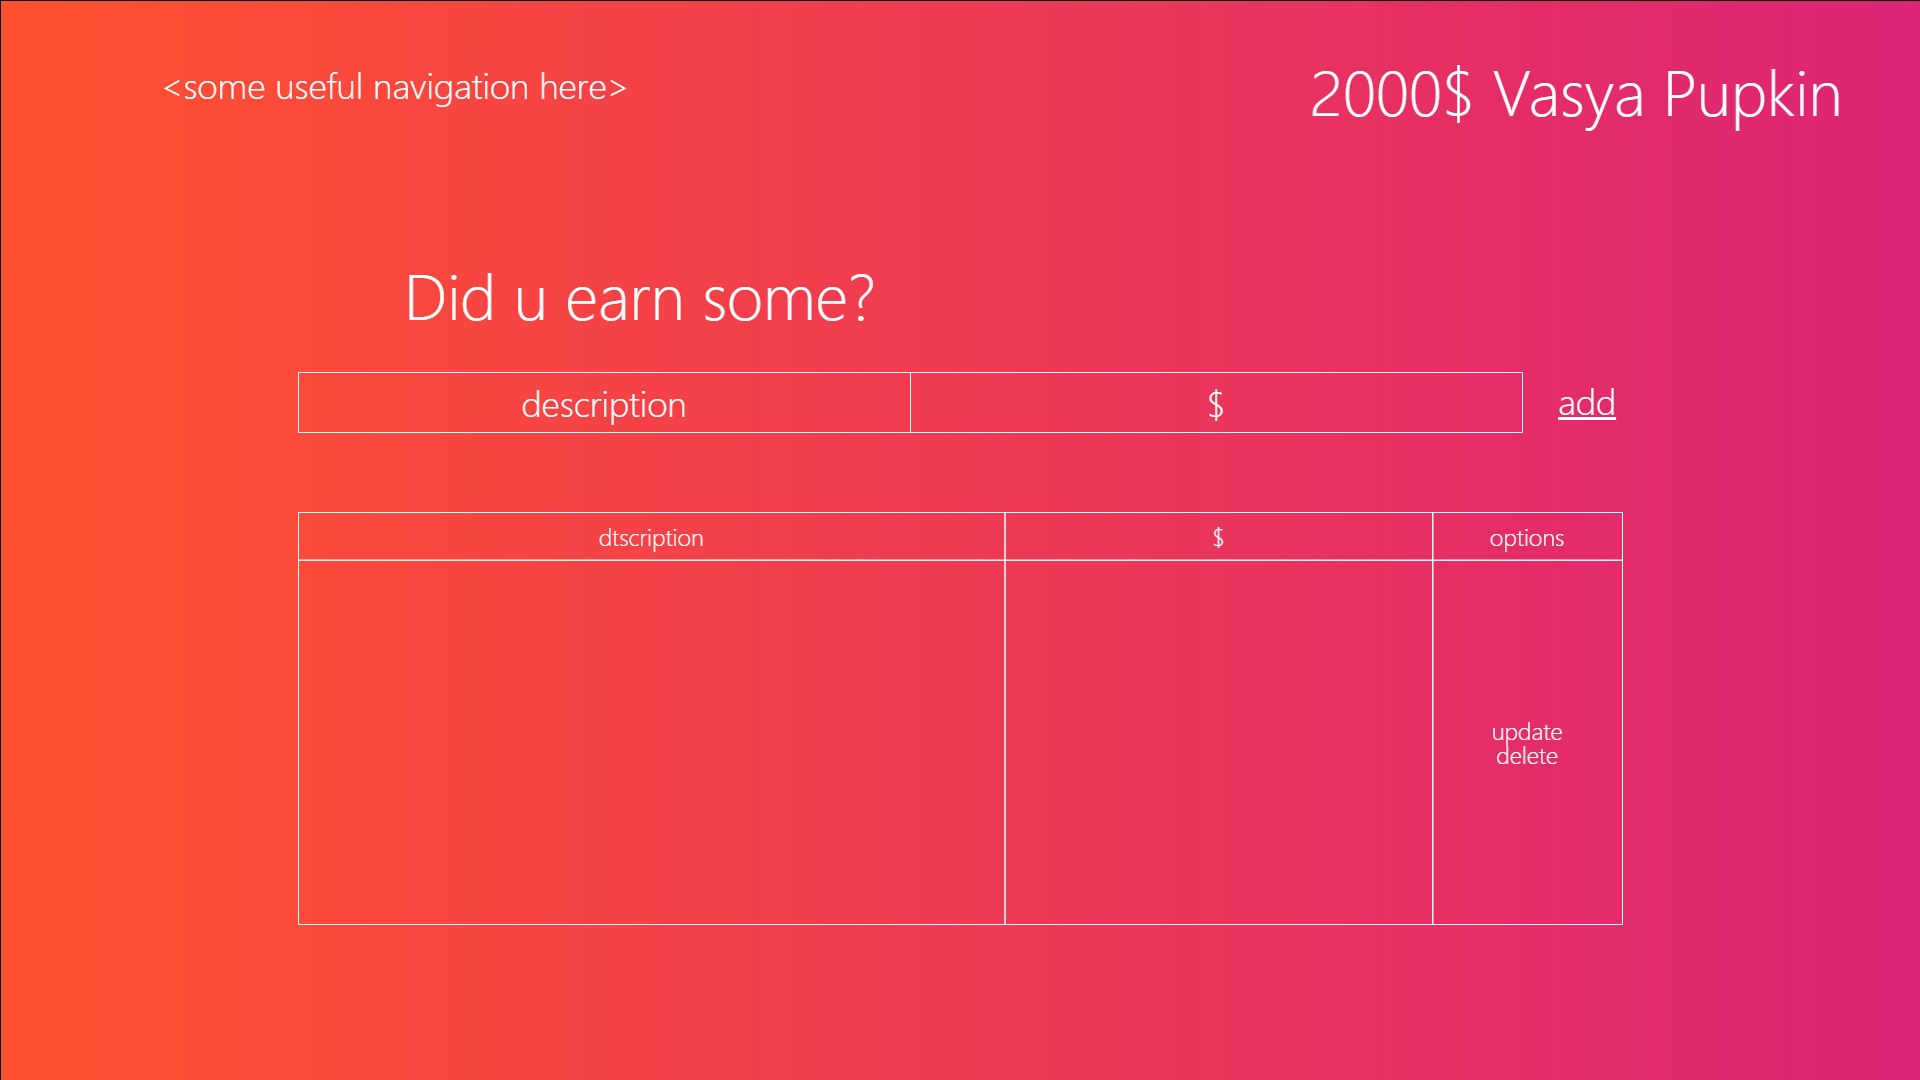 <some useful navigation here>
2000$ Vasya Pupkin
Did u earn some?
description
$
add
dtscription
$
options
update
delete